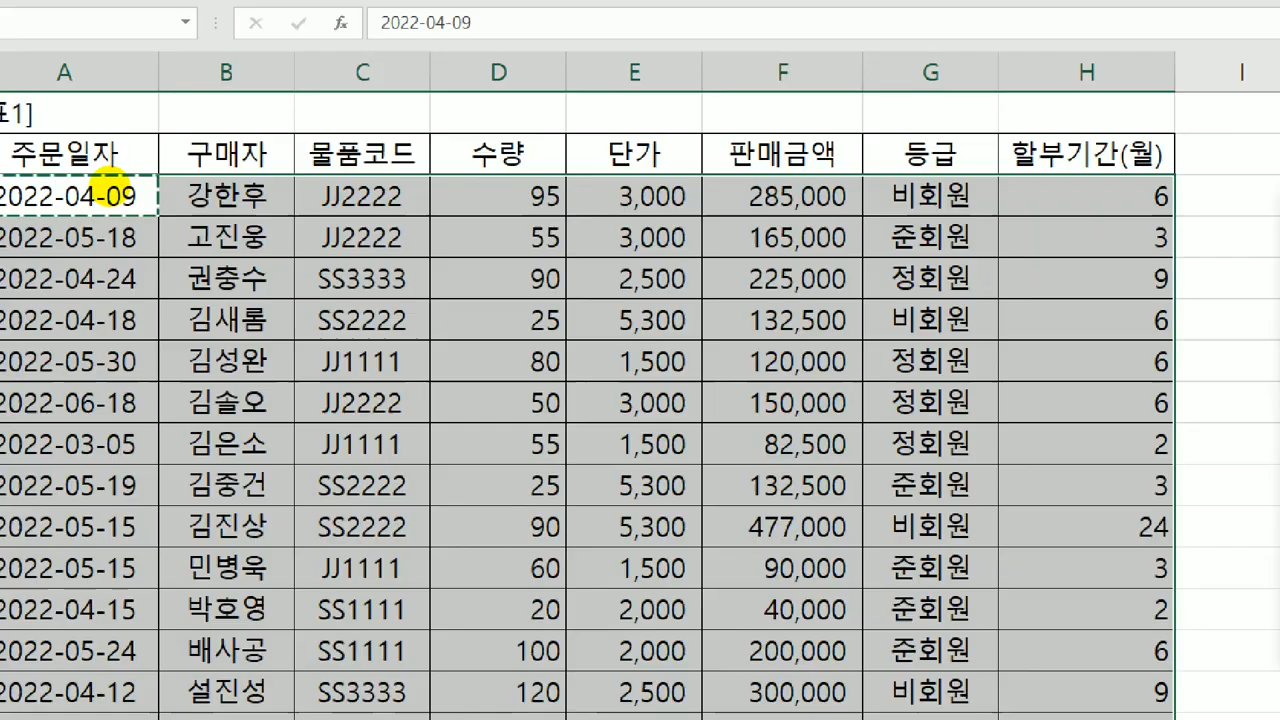 fx 2022-04-09
A B C D E F G H I
표1]
주문일자 구매자 물품코드 수량 단가 판매금액 등급 할부기간(월)
2022-04-09 강한후 JJ2222 95 3,000 285,000 비회원 6
2022-05-18 고진웅 JJ2222 55 3,000 165,000 준회원 3
2022-04-24 권충수 SS3333 90 2,500 225,000 정회원 9
2022-04-18 김새롬 SS2222 25 5,300 132,500 비회원 6
2022-05-30 김성완 JJ1111 80 1,500 120,000 정회원 6
2022-06-18 김솔오 JJ2222 50 3,000 150,000 정회원 6
2022-03-05 김은소 JJ1111 55 1,500 82,500 정회원 2
2022-05-19 김중건 SS2222 25 5,300 132,500 준회원 3
2022-05-15 김진상 SS2222 90 5,300 477,000 비회원 24
2022-05-15 민병욱 JJ1111 60 1,500 90,000 준회원 3
2022-04-15 박호영 SS1111 20 2,000 40,000 준회원 2
2022-05-24 배사공 SS1111 100 2,000 200,000 준회원 6
2022-04-12 설진성 SS3333 120 2,500 300,000 비회원 9